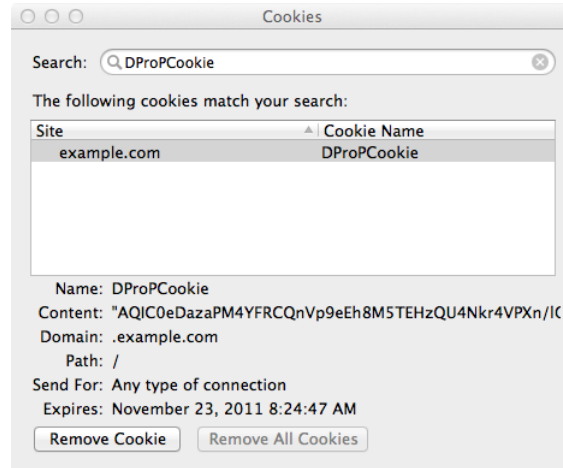 Cookies
Search: DProPCookie
The following cookies match your search:
Site Cookie Name
example.com DProPCookie
Name: DProPCookie
Content: "AQIC0eDazaPM4YFRCQnVp9eEh8M5TEHzQU4Nkr4VPXn/lC
Domain: .example.com
Path: /
Send For: Any type of connection
Expires: November 23, 2011 8:24:47 AM
Remove Cookie Remove All Cookies